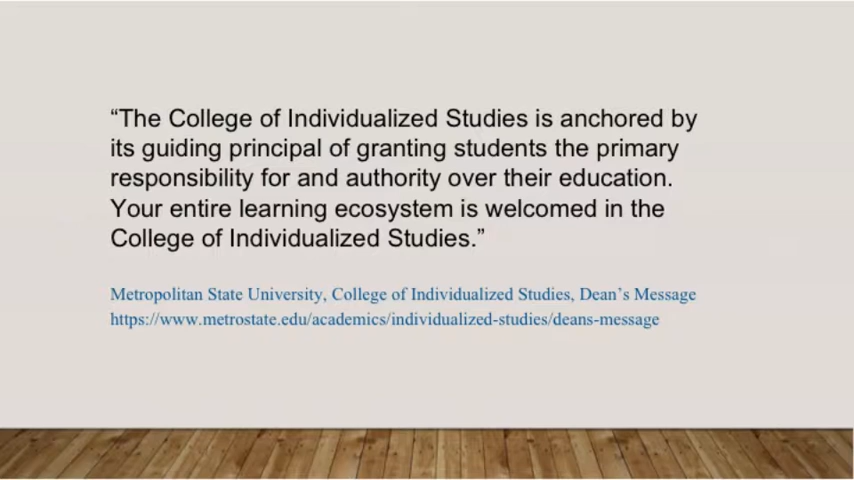 “The College of Individualized Studies is anchored by
its guiding principal of granting students the primary
responsibility for and authority over their education.
Your entire learning ecosystem is welcomed in the
College of Individualized Studies.”
Metropolitan State University, College of Individualized Studies, Dean’s Message
https://www.metrostate.edu/academics/individualized-studies/deans-message